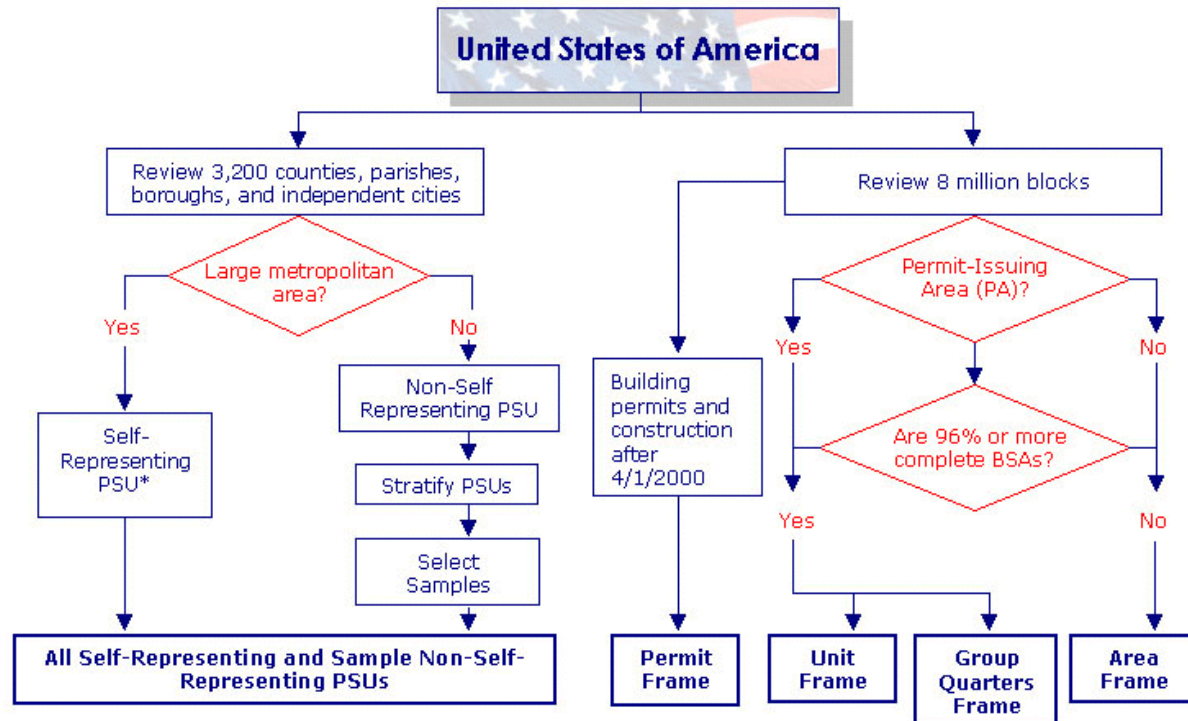 United States of America
Review 3,200 counties, parishes,
boroughs, and independent cities
Review 8 million blocks
Large metropolitan
area?
Permit-Issuing
Area (PA)?
Yes
No
Yes
No
Self-
Representing
PSU*
Non-Self
Representing PSU
Stratify PSUs
Select
Samples
Building
permits and
construction
after
4/1/2000
Are 96% or more
complete BSAs?
Yes
No
All Self-Representing and Sample Non-Self-
Representing PSUs
Permit
Frame
Unit
Frame
Group
Quarters
Frame
Area
Frame